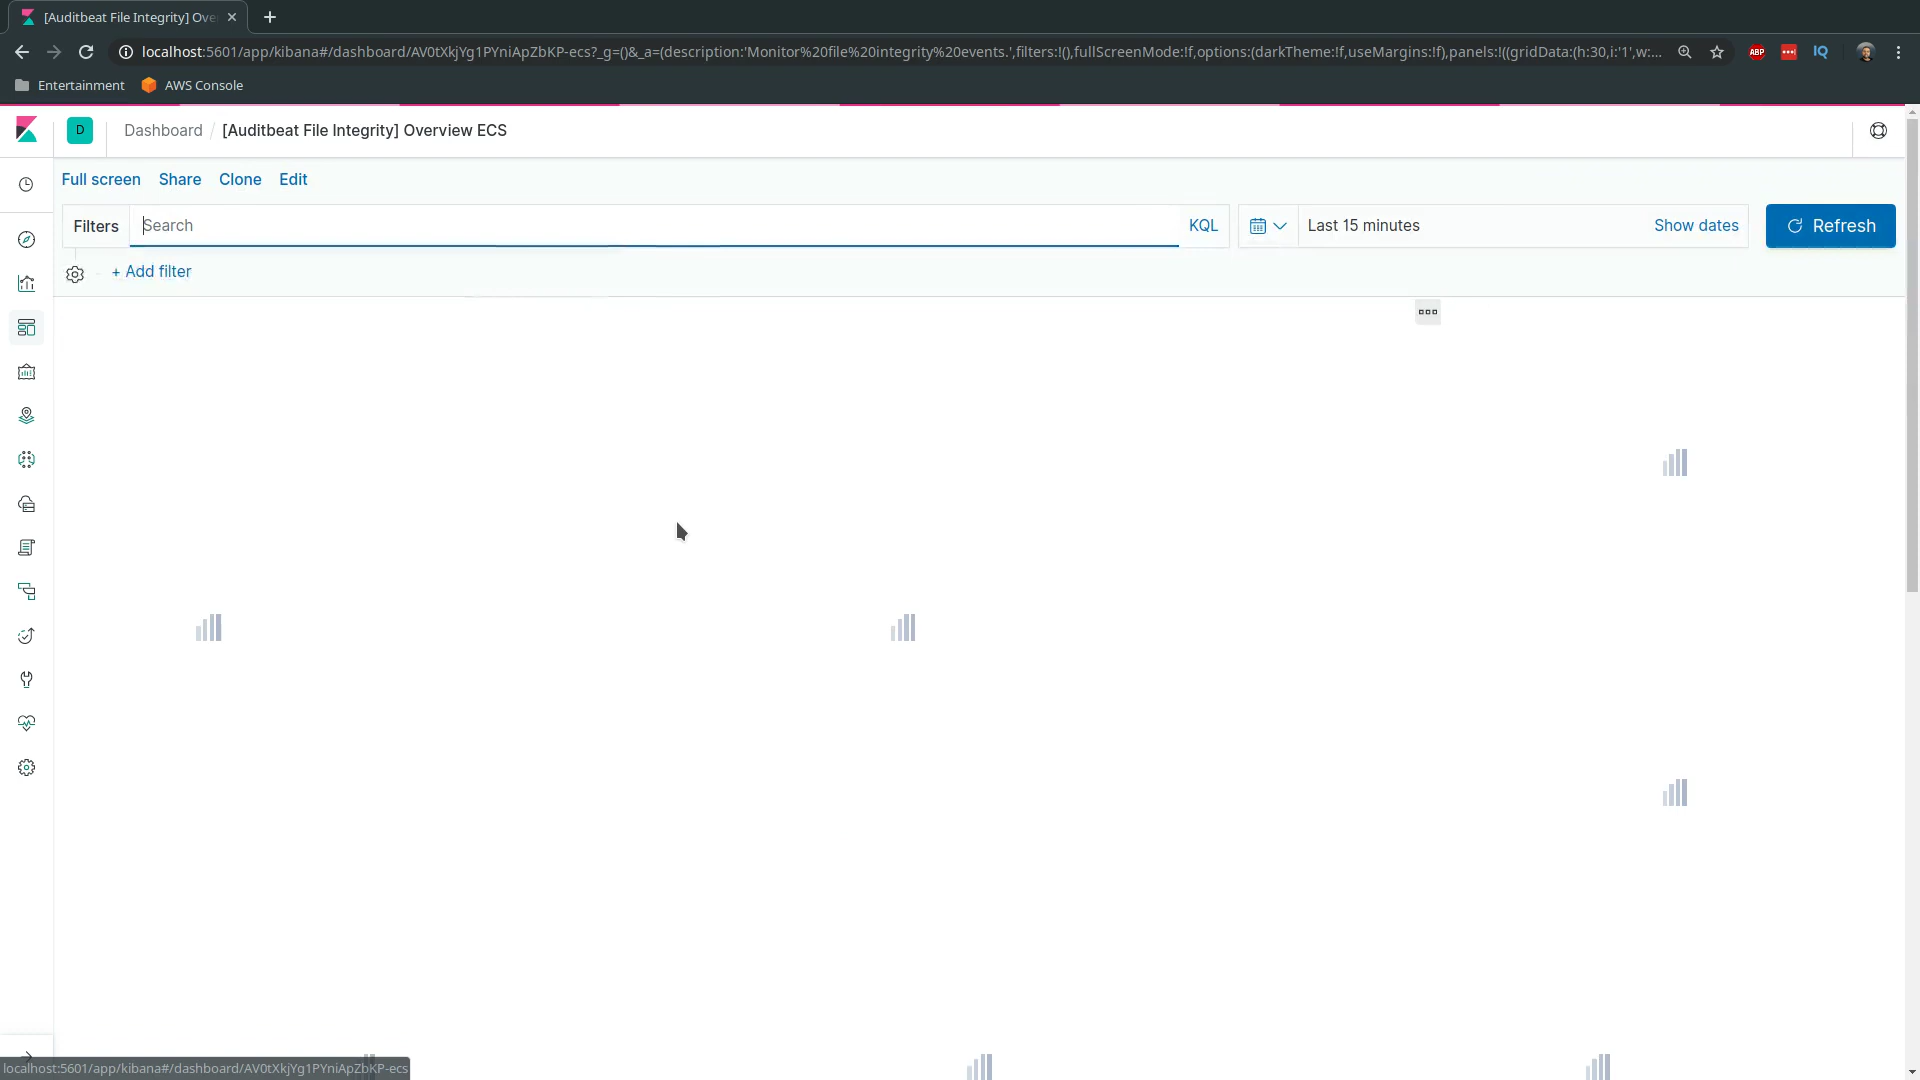 [Auditbeat File Integrity] Ove
localhost:5601/app/kibana#/dashboard/AV0tXkjYg1PYniApZbKP-ecs?_g=()&_a=(description:'Monitor%20file%20integrity%20events.',filters:!(),fullScreenMode:!f,options:(darkTheme:!f,useMargins:!f),panels:!((gridData:(h:30,i:'1',w:...
ABP
IQ
Entertainment
AWS Console
D
Dashboard / [Auditbeat File Integrity] Overview ECS
Full screen Share Clone Edit
Filters Search KQL Last 15 minutes Show dates Refresh
+ Add filter
localhost:5601/app/kibana#/dashboard/AV0tXkjYg1PYniApZbKP-ecs